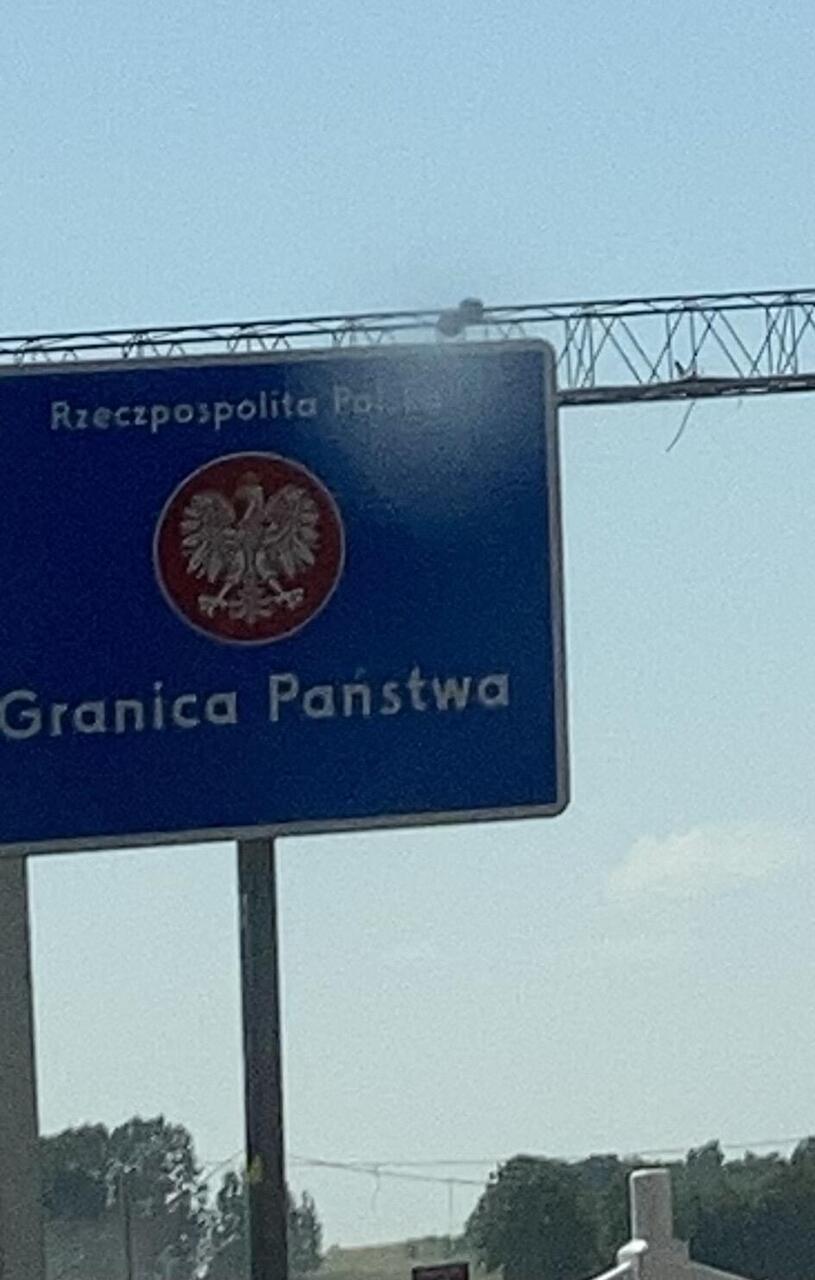 Rzeczpospolita
Granica Państwa